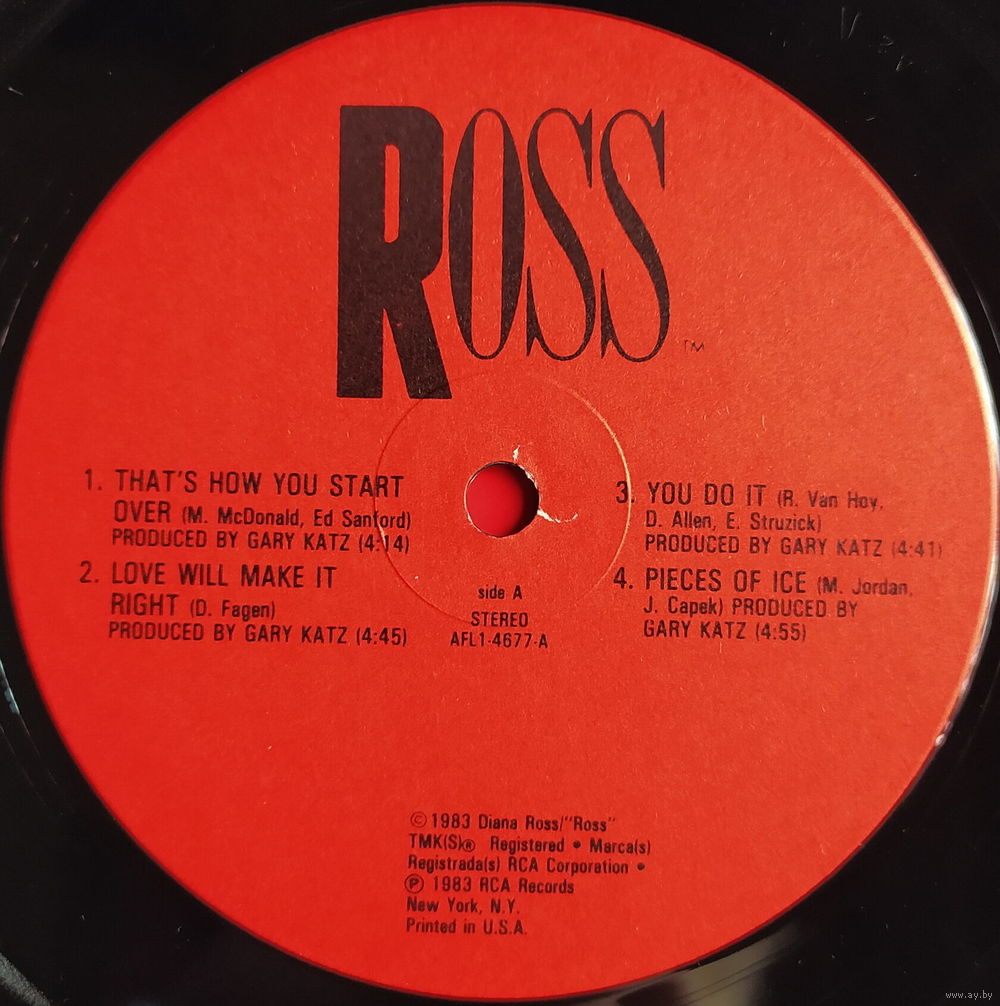 ROSS™
1. THAT'S HOW YOU START
OVER (M. McDonald, Ed Sanford)
PRODUCED BY GARY KATZ (4:14)
2. LOVE WILL MAKE IT
RIGHT (D. Fagen)
PRODUCED BY GARY KATZ (4:45)
side A
STEREO
AFL1-4677-A
3. YOU DO IT (R. Van Hoy,
D. Allen, E. Struzick)
PRODUCED BY GARY KATZ (4:41)
4. PIECES OF ICE (M. Jordan,
J. Capek) PRODUCED BY
GARY KATZ (4:55)
© 1983 Diana Ross/"Ross"
TMK(S)® Registered • Marca(s)
Registrada(s) RCA Corporation •
℗ 1983 RCA Records
New York, N.Y.
Printed in U.S.A.
www.ay.by